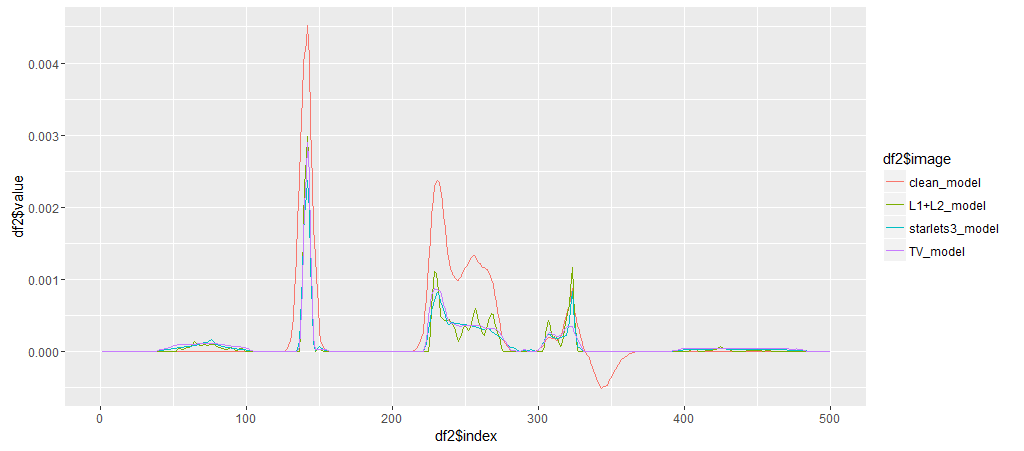 0.004
0.003
0.002
0.001
0.000
df2$value
0 100 200 300 400 500
df2$index
df2$image
clean_model
L1+L2_model
starlets3_model
TV_model